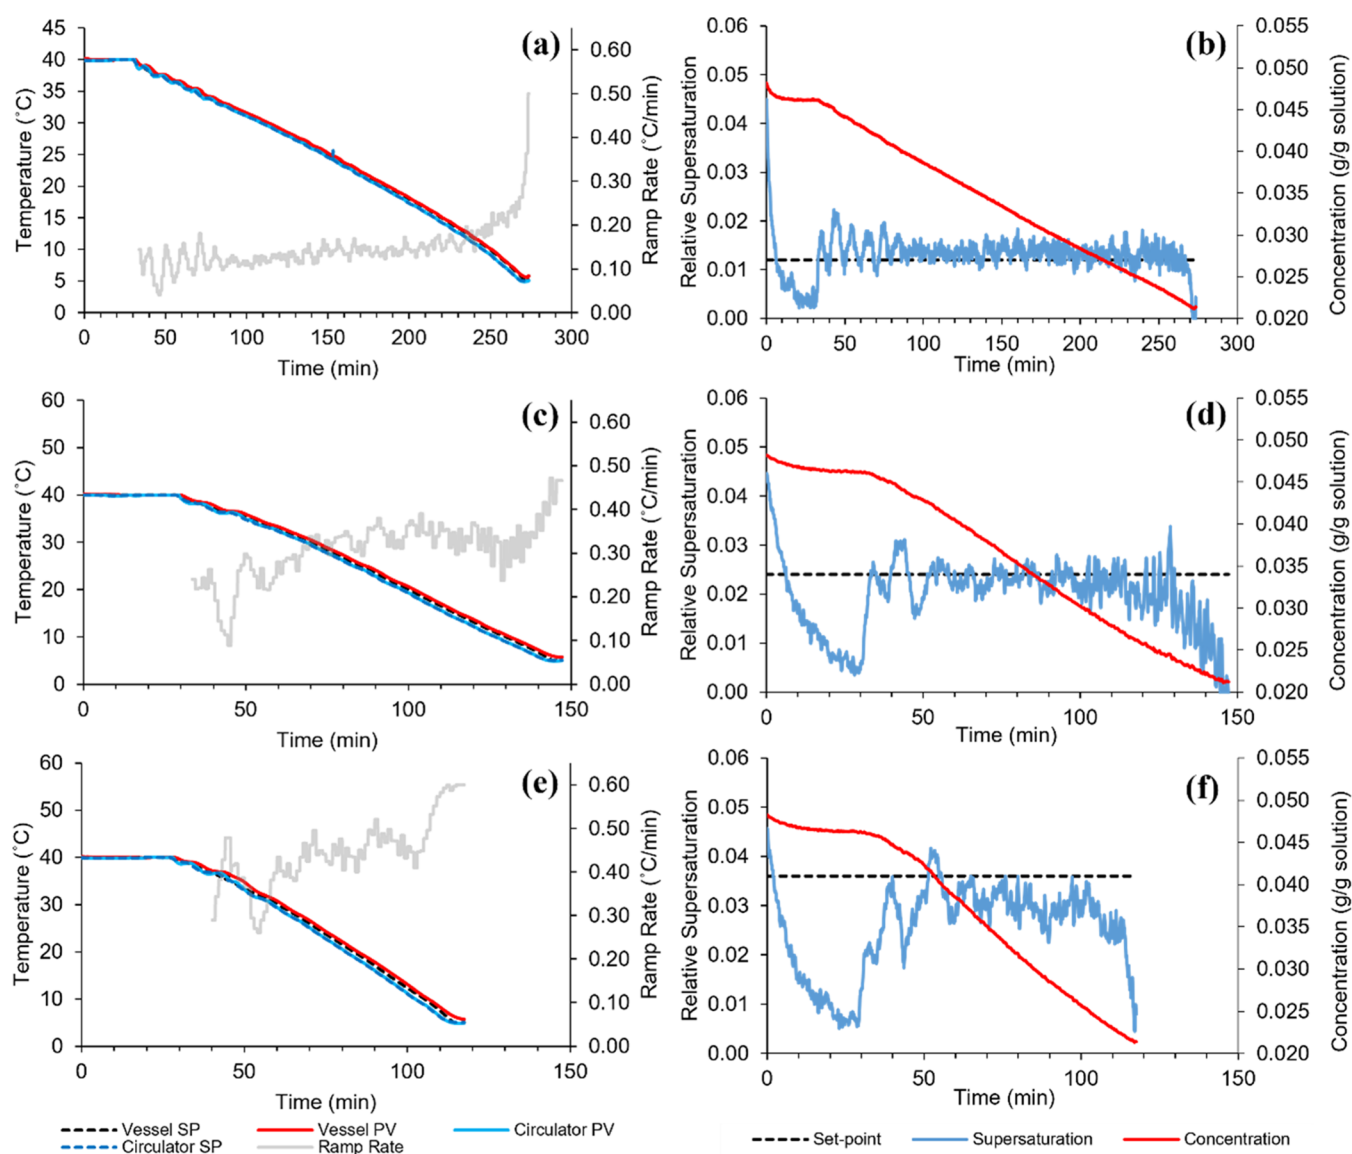 (a)
45
40
35
30
25
20
15
10
5
0
Temperature (˚C)
0.60
0.50
0.40
0.30
0.20
0.10
0.00
Ramp Rate (˚C/min)
0 50 100 150 200 250 300
Time (min)
(b)
0.06
0.05
0.04
0.03
0.02
0.01
0.00
Relative Supersaturation
0.055
0.050
0.045
0.040
0.035
0.030
0.025
0.020
Concentration (g/g solution)
0 50 100 150 200 250 300
Time (min)
(c)
60
50
40
30
20
10
0
Temperature (˚C)
0.60
0.50
0.40
0.30
0.20
0.10
0.00
Ramp Rate (˚C/min)
50 100 150
Time (min)
(d)
0.06
0.05
0.04
0.03
0.02
0.01
0.00
Relative Supersaturation
0.055
0.050
0.045
0.040
0.035
0.030
0.025
0.020
Concentration (g/g solution)
0 50 100 150
Time (min)
(e)
60
50
40
30
20
10
0
Temperature (˚C)
0.60
0.50
0.40
0.30
0.20
0.10
0.00
Ramp Rate (˚C/min)
0 50 100 150
Time (min)
(f)
0.06
0.05
0.04
0.03
0.02
0.01
0.00
Relative Supersaturation
0.055
0.050
0.045
0.040
0.035
0.030
0.025
0.020
Concentration (g/g solution)
0 50 100 150
Time (min)
Vessel SP Vessel PV Circulator PV
Circulator SP Ramp Rate
Set-point Supersaturation Concentration